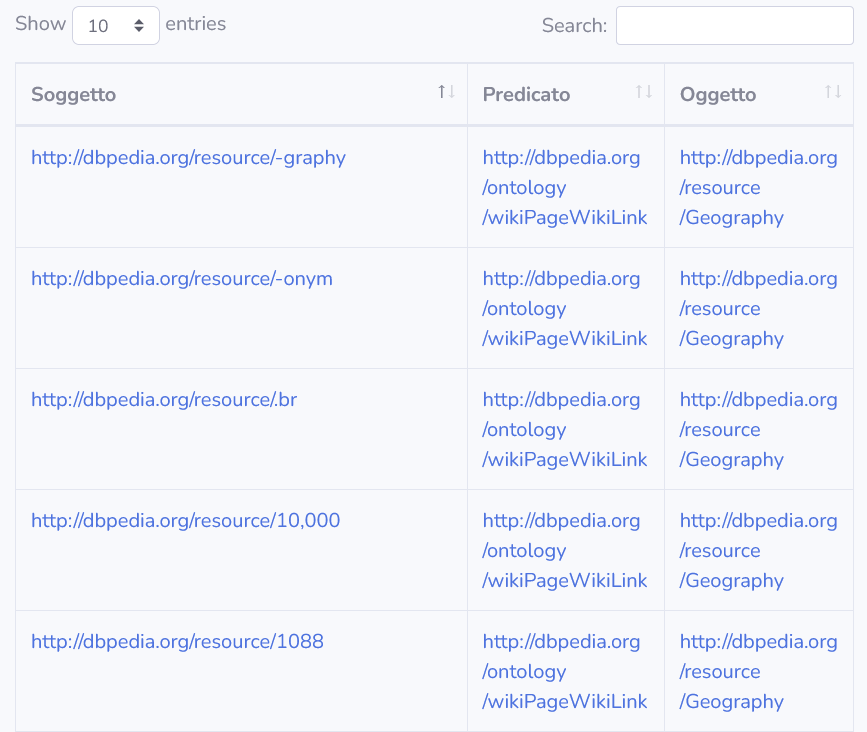 Show 10 entries Search:
Soggetto Predicato Oggetto
http://dbpedia.org/resource/-graphy http://dbpedia.org http://dbpedia.org
/ontology /resource
/wikiPageWikiLink /Geography
http://dbpedia.org/resource/-onym http://dbpedia.org http://dbpedia.org
/ontology /resource
/wikiPageWikiLink /Geography
http://dbpedia.org/resource/.br http://dbpedia.org http://dbpedia.org
/ontology /resource
/wikiPageWikiLink /Geography
http://dbpedia.org/resource/10,000 http://dbpedia.org http://dbpedia.org
/ontology /resource
/wikiPageWikiLink /Geography
http://dbpedia.org/resource/1088 http://dbpedia.org http://dbpedia.org
/ontology /resource
/wikiPageWikiLink /Geography